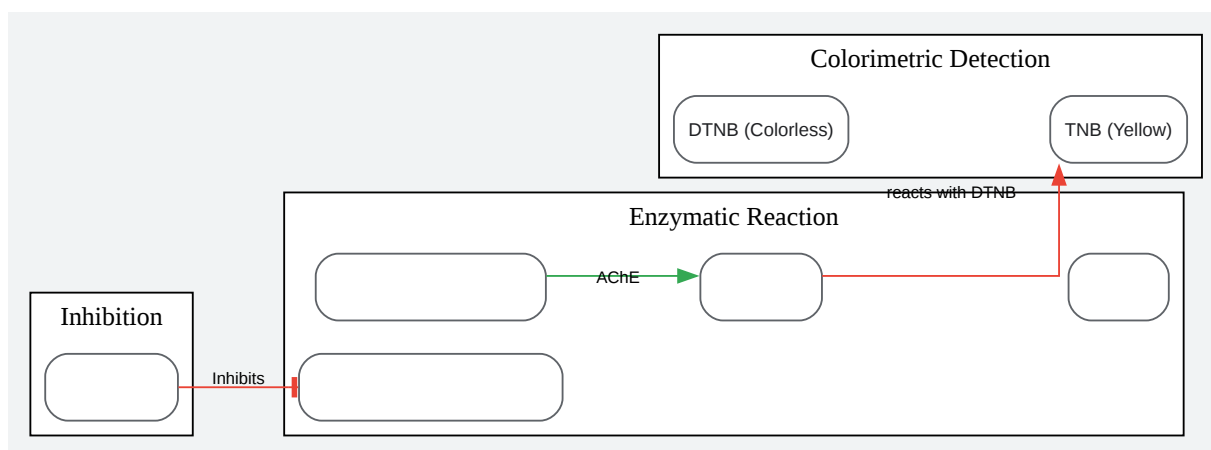 Colorimetric Detection
DTNB (Colorless)
TNB (Yellow)
reacts with DTNB
Enzymatic Reaction
AChE
Inhibition
Inhibits